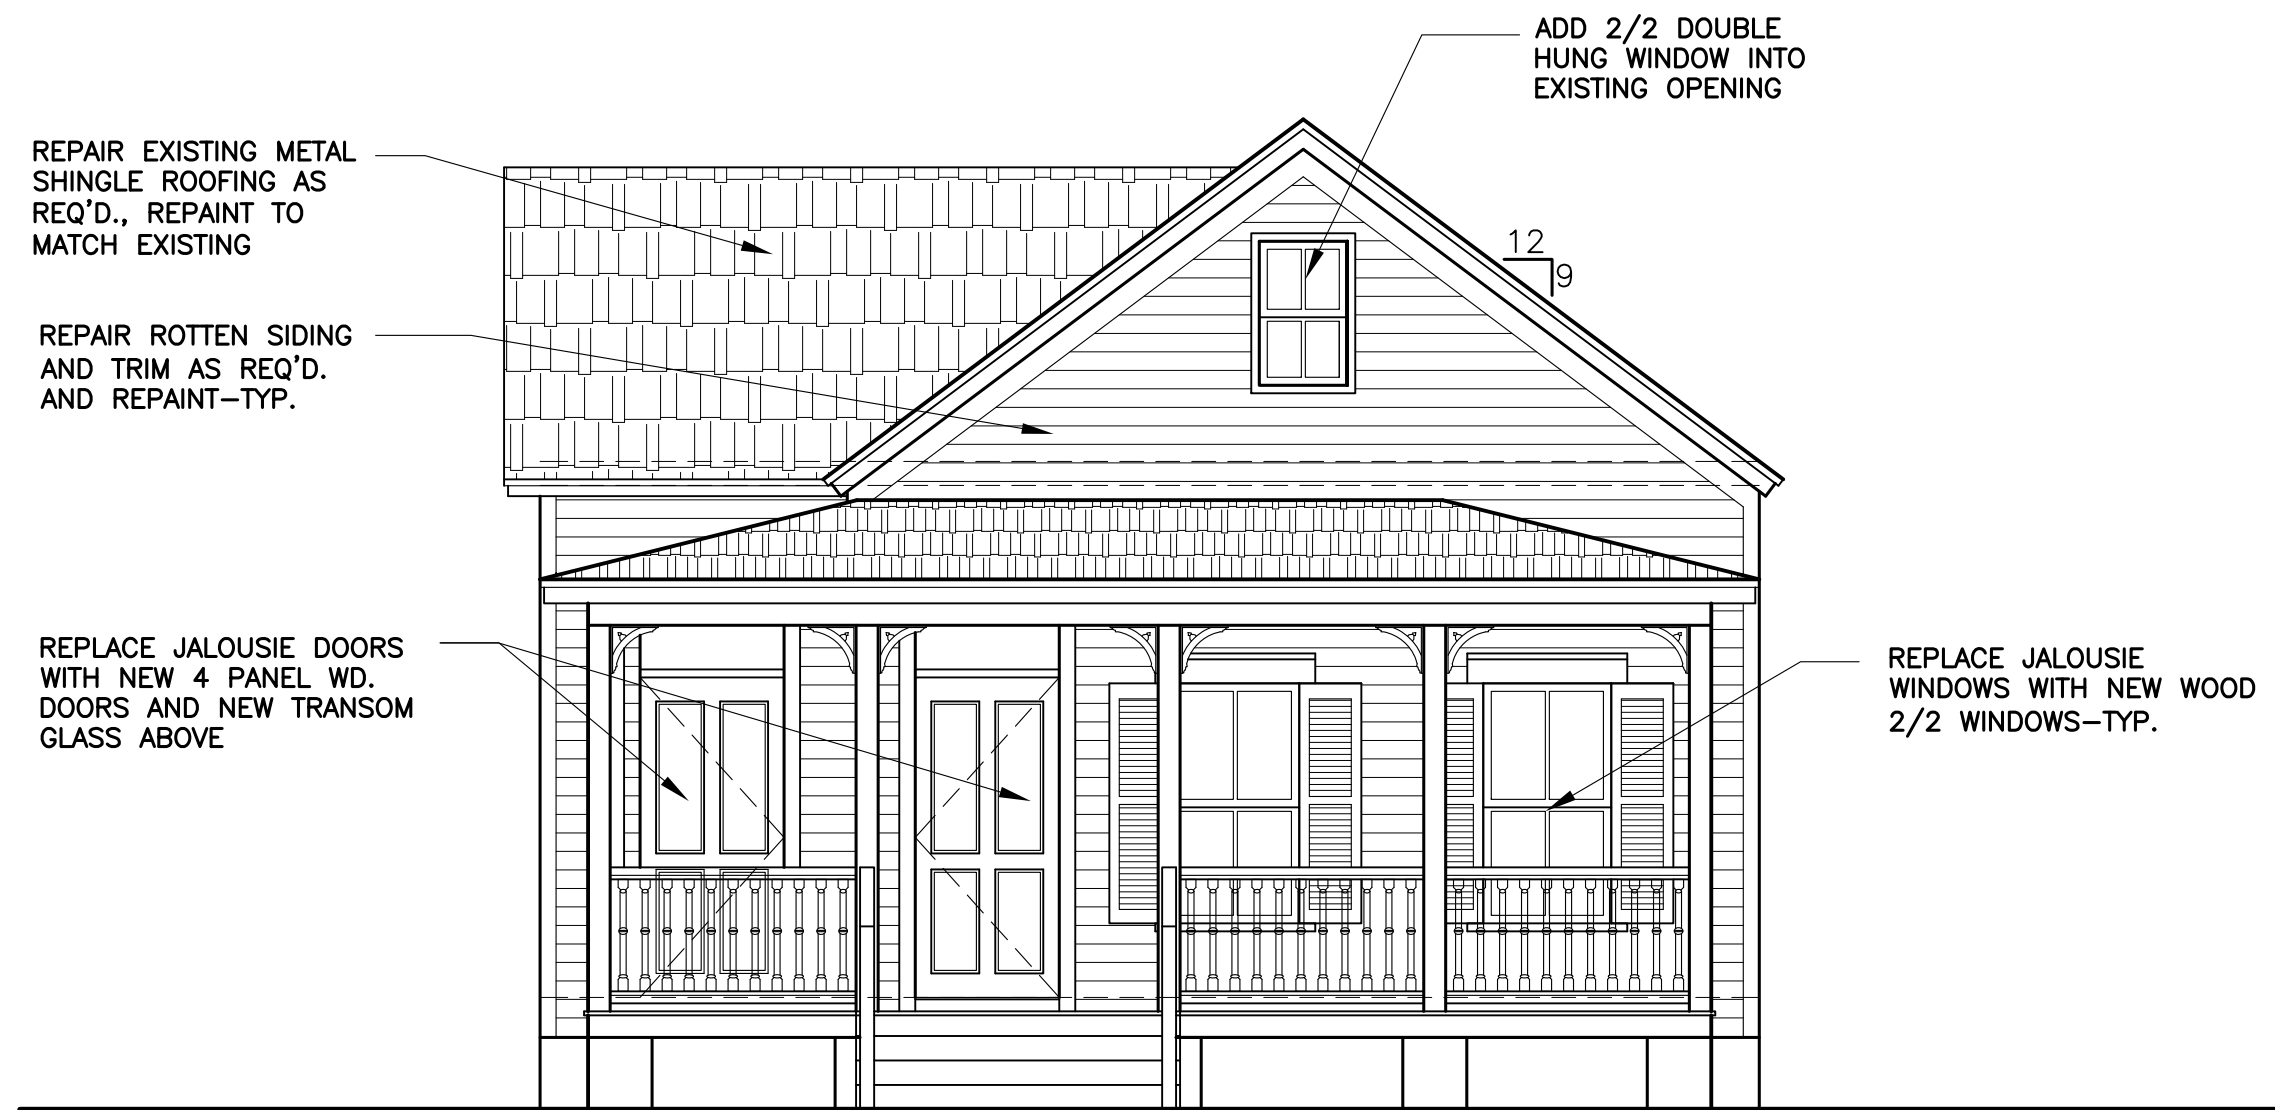 ADD 2/2 DOUBLE
HUNG WINDOW INTO
EXISTING OPENING
REPAIR EXISTING METAL
SHINGLE ROOFING AS
REQ'D., REPAINT TO
MATCH EXISTING
12
9
REPAIR ROTTEN SIDING
AND TRIM AS REQ'D.
AND REPAINT-TYP.
REPLACE JALOUSIE DOORS
WITH NEW 4 PANEL WD.
DOORS AND NEW TRANSOM
GLASS ABOVE
REPLACE JALOUSIE
WINDOWS WITH NEW WOOD
2/2 WINDOWS-TYP.